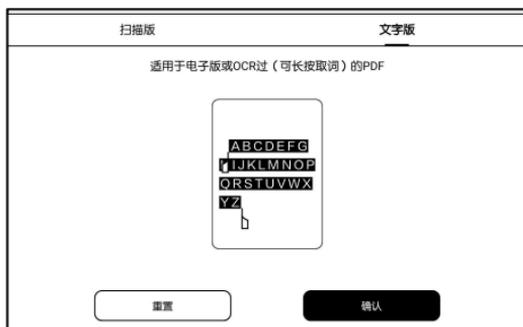 扫描版
文字版
适用于电子版或OCR过（可长按取词）的PDF
ABCDEFG
IJKLMNOP
QRSTUVWX
YZ
重置
确认